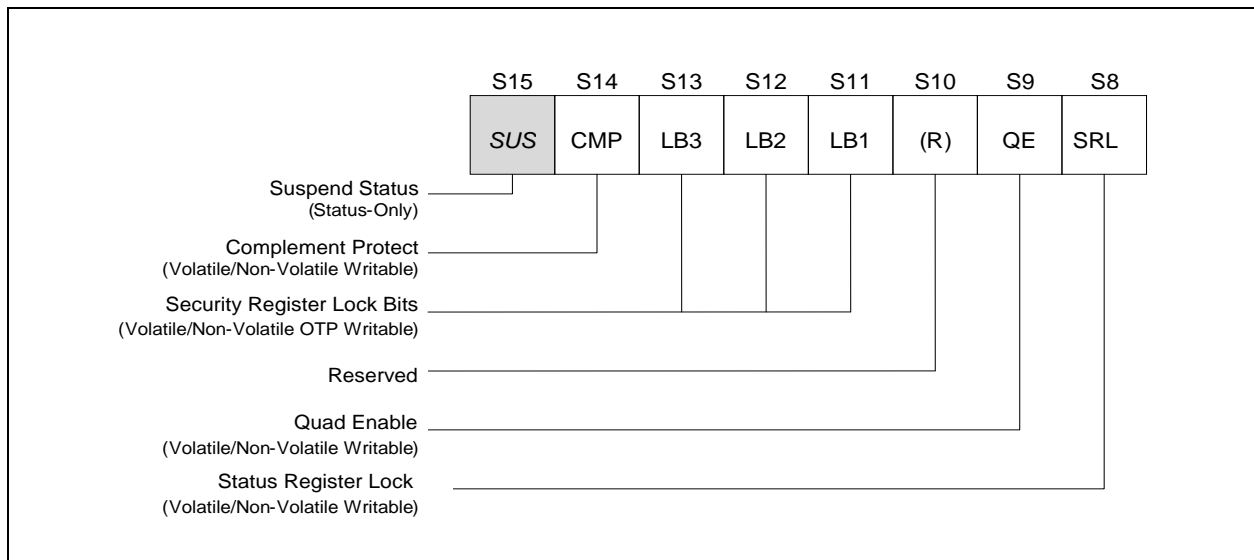 S15 S14 S13 S12 S11 S10 S9 S8
SUS CMP LB3 LB2 LB1 (R) QE SRL
Suspend Status
(Status-Only)
Complement Protect
(Volatile/Non-Volatile Writable)
Security Register Lock Bits
(Volatile/Non-Volatile OTP Writable)
Reserved
Quad Enable
(Volatile/Non-Volatile Writable)
Status Register Lock
(Volatile/Non-Volatile Writable)